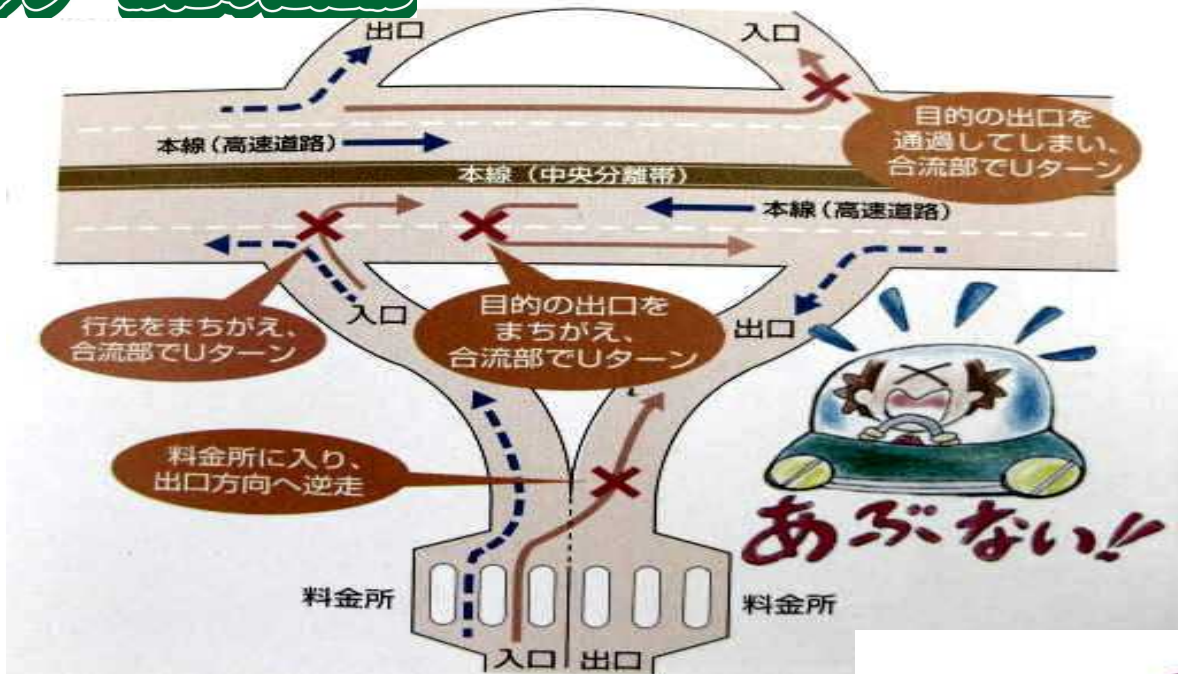 出口
入口
目的の出口を
通過してしまい、
合流部でUターン
本線(高速道路)
本線(中央分離帯)
本線(高速道路)
行先をまちがえ、
合流部でUターン
入口
目的の出口を
まちがえ、
合流部でUターン
出口
料金所に入り、
出口方向へ逆走
あぶない!!
料金所
料金所
入口
出口